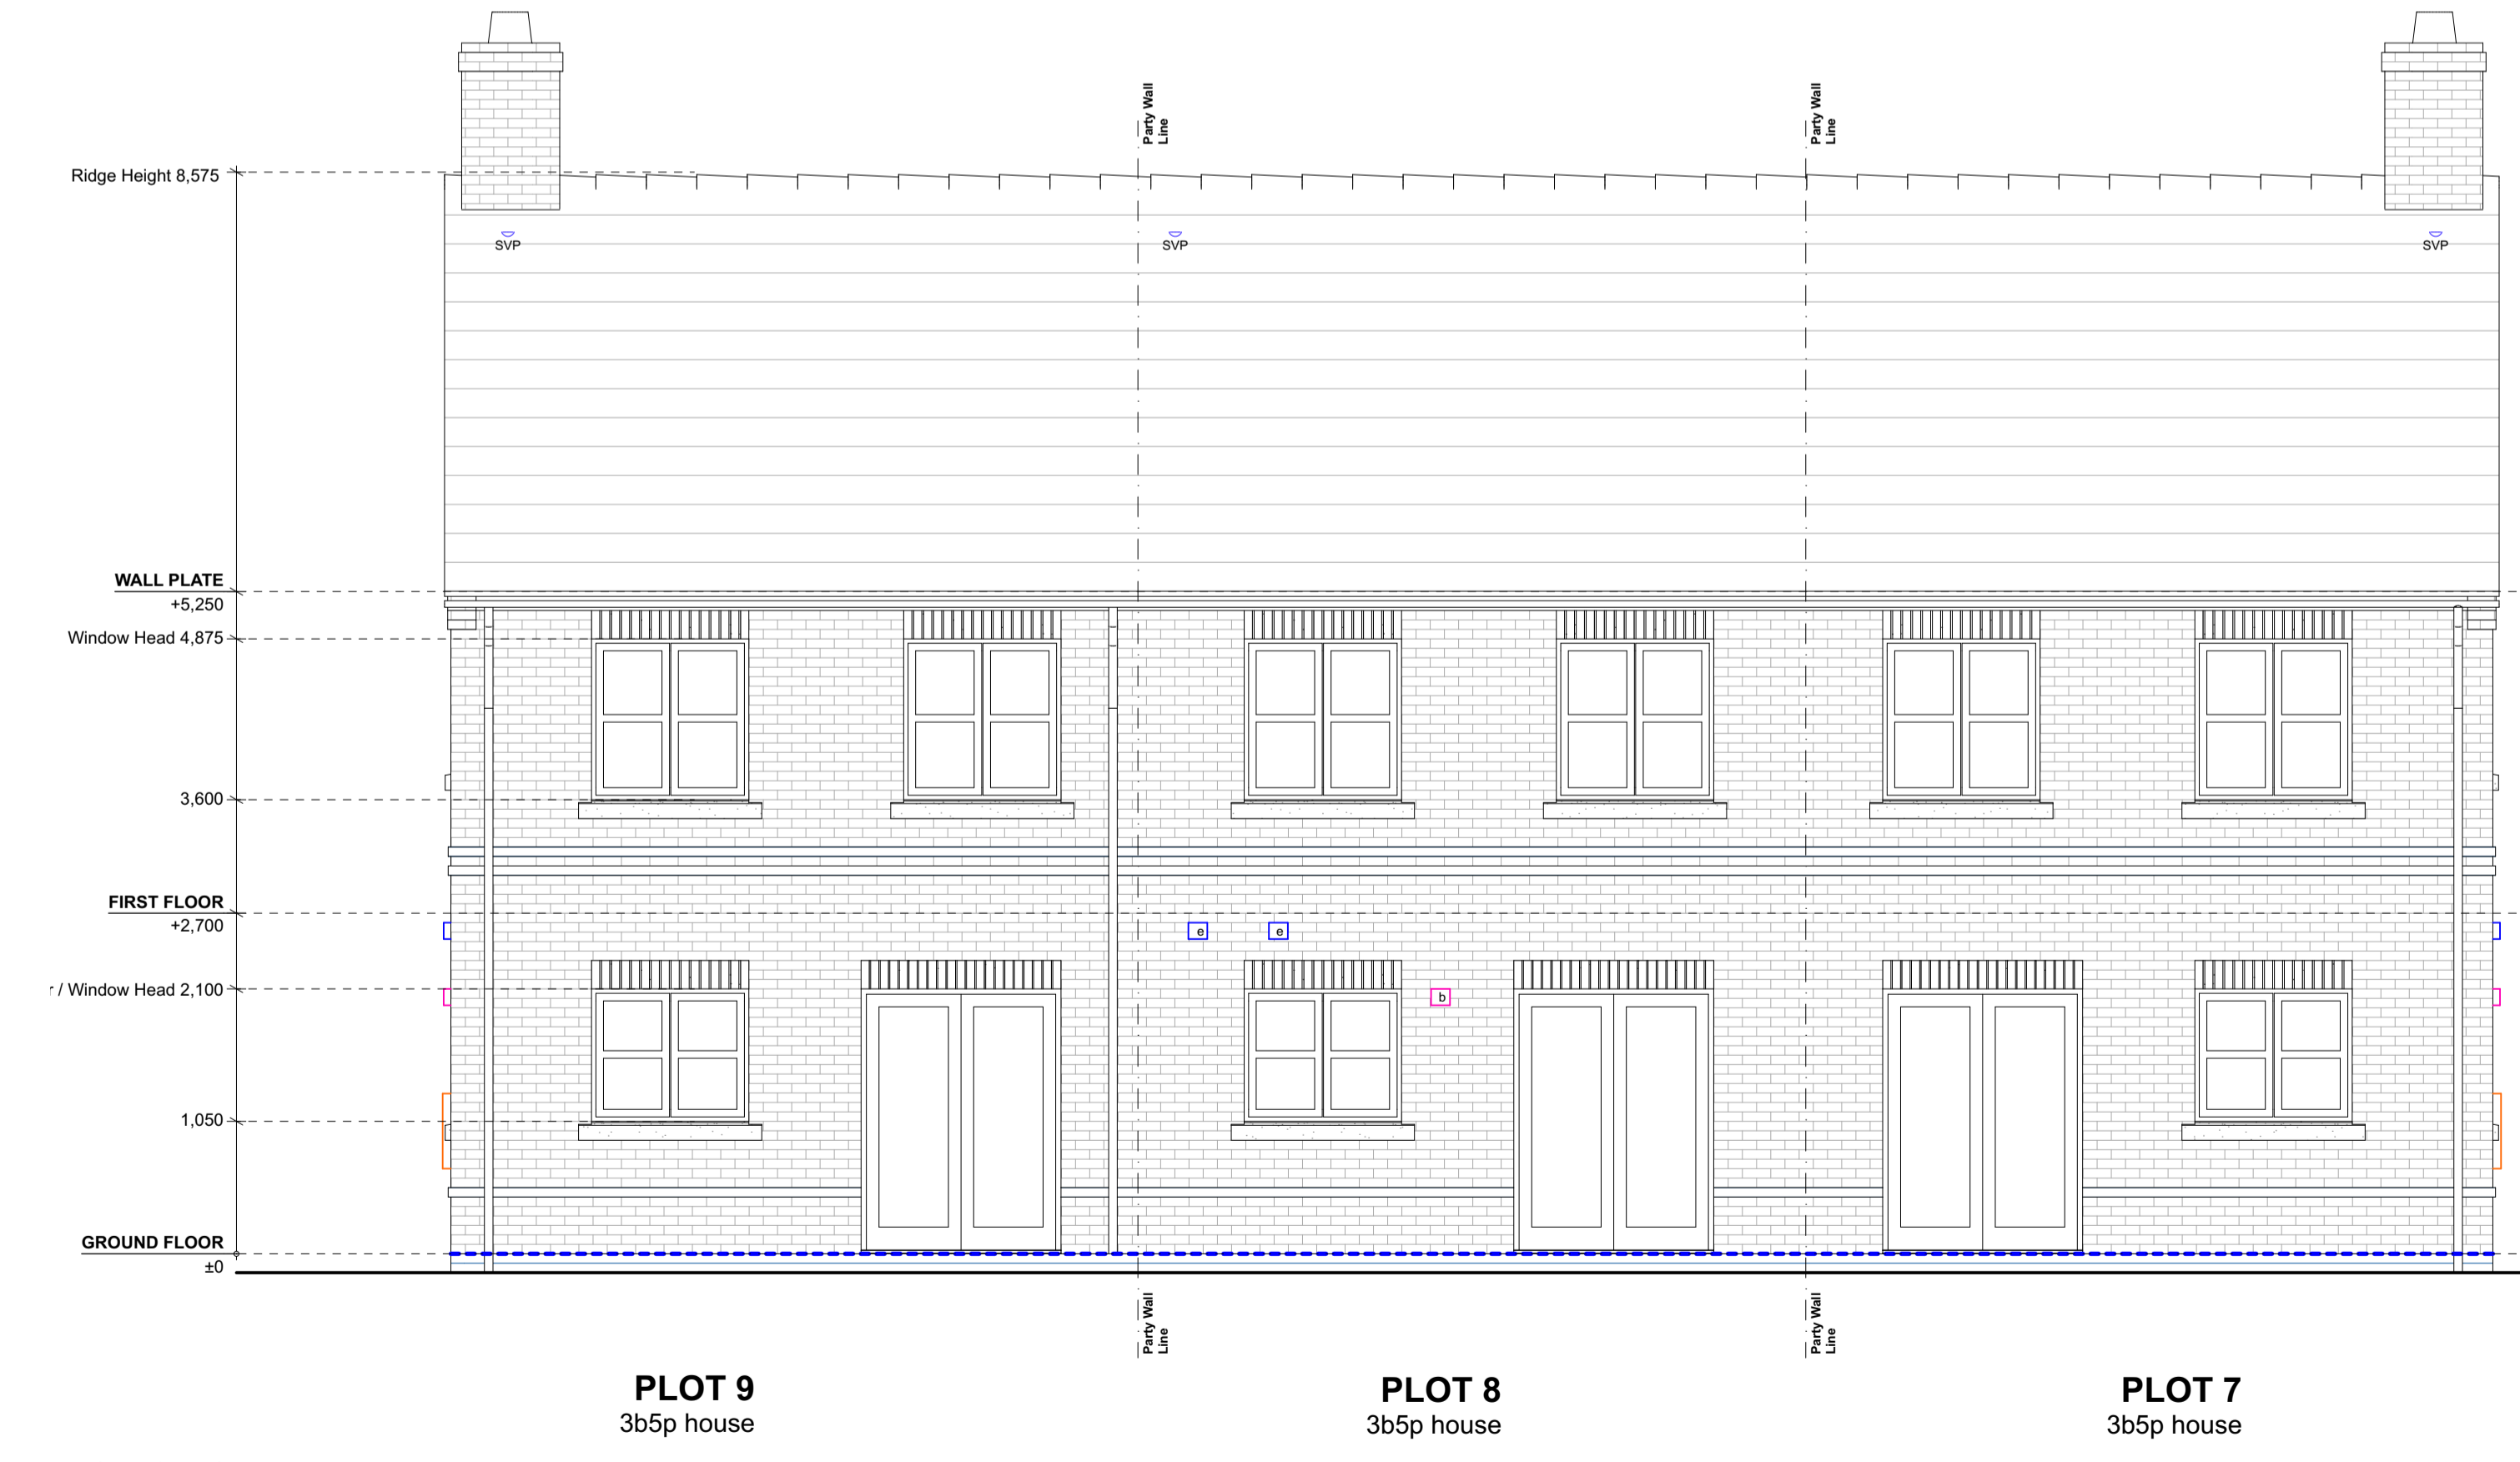 Party Wall
Line
Party Wall
Line
Ridge Height 8,575
SVP
SVP
SVP
WALL PLATE
+5,250
Window Head 4,875
3,600
FIRST FLOOR
+2,700
e
e
/ Window Head 2,100
b
1,050
GROUND FLOOR
±0
Party Wall
Line
Party Wall
Line
PLOT 9
3b5p house
PLOT 8
3b5p house
PLOT 7
3b5p house